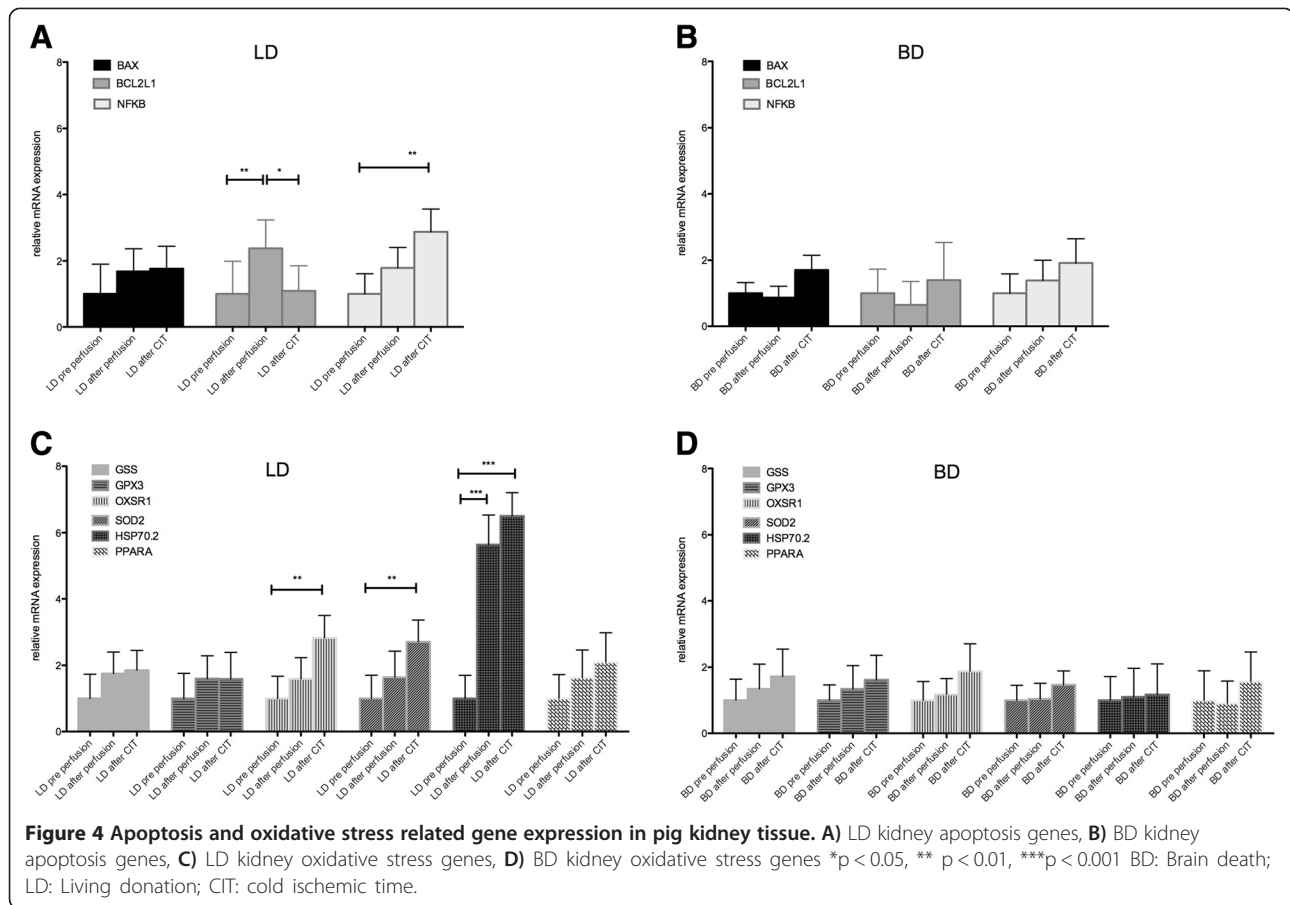 A
LD
BAX
BCL2L1
NFKB
relative mRNA expression
8
6
4
2
0
** *
**
LD pre perfusion
LD after perfusion
LD after CIT
LD pre perfusion
LD after perfusion
LD after CIT
LD pre perfusion
LD after perfusion
LD after CIT
B
BD
BAX
BCL2L1
NFKB
relative mRNA expression
8
6
4
2
0
BD pre perfusion
BD after perfusion
BD after CIT
BD pre perfusion
BD after perfusion
BD after CIT
BD pre perfusion
BD after perfusion
BD after CIT
C
LD
GSS
GPX3
OXSR1
SOD2
HSP70.2
PPARA
relative mRNA expression
8
6
4
2
0
**
**
***
***
LD pre perfusion
LD after perfusion
LD after CIT
LD pre perfusion
LD after perfusion
LD after CIT
LD pre perfusion
LD after perfusion
LD after CIT
LD pre perfusion
LD after perfusion
LD after CIT
LD pre perfusion
LD after perfusion
LD after CIT
LD pre perfusion
LD after perfusion
LD after CIT
D
BD
GSS
GPX3
OXSR1
SOD2
HSP70.2
PPARA
relative mRNA expression
8
6
4
2
0
BD pre perfusion
BD after perfusion
BD after CIT
BD pre perfusion
BD after perfusion
BD after CIT
BD pre perfusion
BD after perfusion
BD after CIT
BD pre perfusion
BD after perfusion
BD after CIT
BD pre perfusion
BD after perfusion
BD after CIT
BD pre perfusion
BD after perfusion
BD after CIT
Figure 4 Apoptosis and oxidative stress related gene expression in pig kidney tissue. A) LD kidney apoptosis genes, B) BD kidney
apoptosis genes, C) LD kidney oxidative stress genes, D) BD kidney oxidative stress genes *p < 0.05, ** p < 0.01, ***p < 0.001 BD: Brain death;
LD: Living donation; CIT: cold ischemic time.